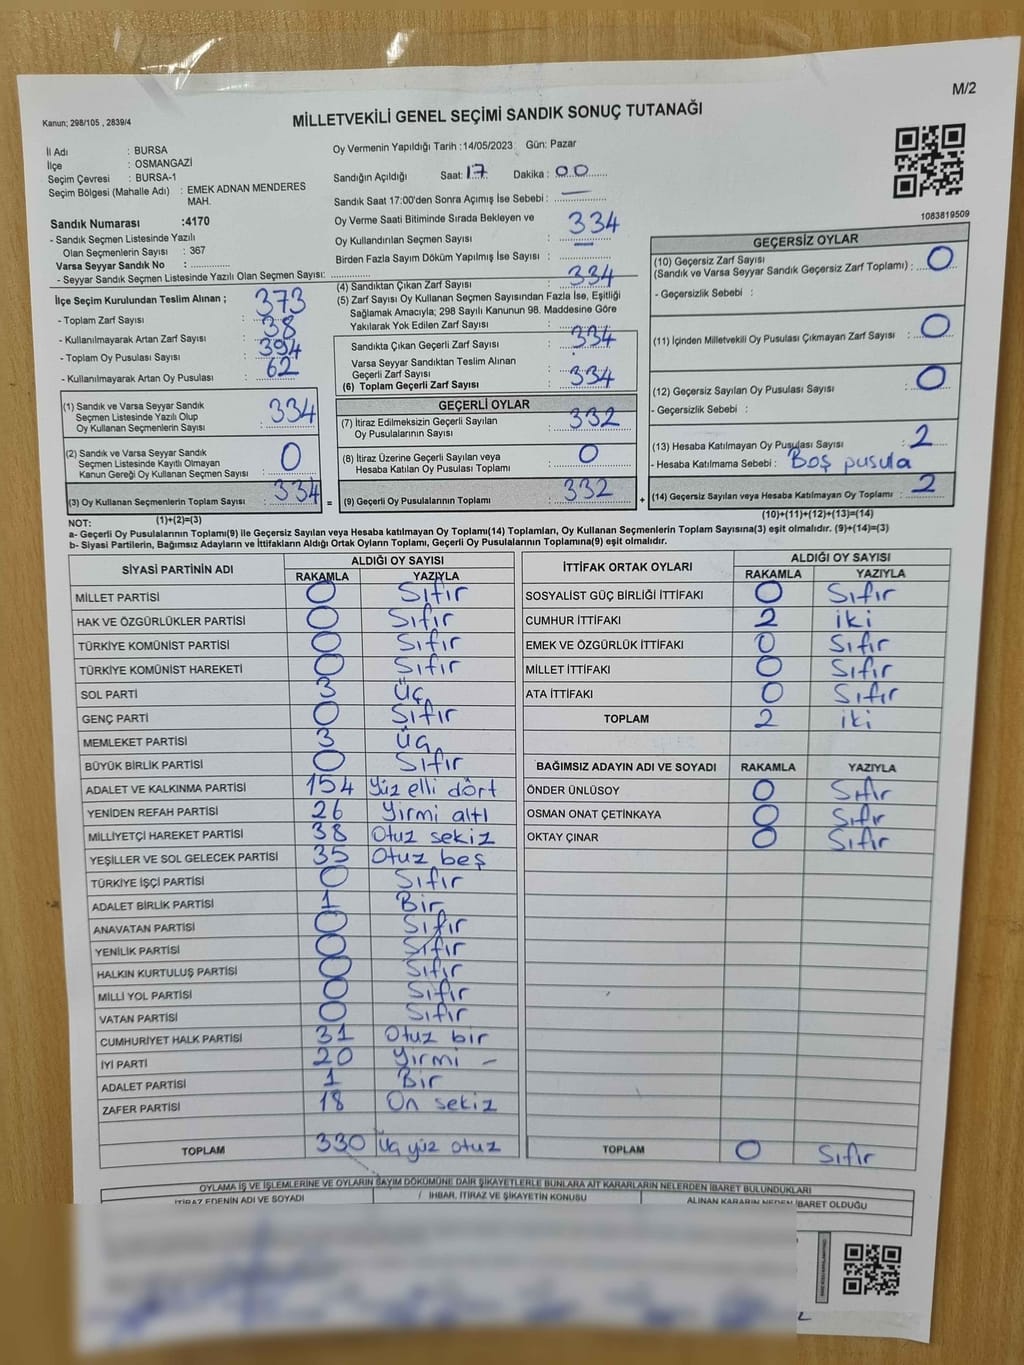 M/2
Kanun; 298/105 , 2839/4
MİLLETVEKİLİ GENEL SEÇİMİ SANDIK SONUÇ TUTANAĞI
İl Adı : BURSA
İlçe : OSMANGAZİ
Seçim Çevresi : BURSA-1
Seçim Bölgesi (Mahalle Adı) : EMEK ADNAN MENDERES
MAH.
Sandık Numarası :4170
- Sandık Seçmen Listesinde Yazılı
Olan Seçmenlerin Sayısı : 367
Varsa Seyyar Sandık No :
- Seyyar Sandık Seçmen Listesinde Yazılı Olan Seçmen Sayısı:
Oy Vermenin Yapıldığı Tarih :14/05/2023 Gün: Pazar
Sandığın Açıldığı Saat: 17 Dakika : 00
Sandık Saat 17:00'den Sonra Açımış İse Sebebi : —
Oy Verme Saati Bitiminde Sırada Bekleyen ve
Oy Kullandırılan Seçmen Sayısı : 334
Birden Fazla Sayım Döküm Yapılmış İse Sayısı : —
1083819509
İlçe Seçim Kurulundan Teslim Alınan ;
- Toplam Zarf Sayısı : 373
- Kullanılmayarak Artan Zarf Sayısı : 38
- Toplam Oy Pusulası Sayısı : 394
- Kullanılmayarak Artan Oy Pusulası : 62
(1) Sandık ve Varsa Seyyar Sandık
Seçmen Listesinde Yazılı Olup
Oy Kullanan Seçmenlerin Sayısı : 334
(2) Sandık ve Varsa Seyyar Sandık
Seçmen Listesinde Kayıtlı Olmayan
Kanun Gereği Oy Kullanan Seçmen Sayısı : 0
(3) Oy Kullanan Seçmenlerin Toplam Sayısı : 334
(1)+(2)=(3)
(4) Sandıktan Çıkan Zarf Sayısı : 334
(5) Zarf Sayısı Oy Kullanan Seçmen Sayısından Fazla İse, Eşitliği
Sağlamak Amacıyla; 298 Sayılı Kanunun 98. Maddesine Göre
Yakılarak Yok Edilen Zarf Sayısı :
Sandıkta Çıkan Geçerli Zarf Sayısı : 334
Varsa Seyyar Sandıktan Teslim Alınan
Geçerli Zarf Sayısı :
(6) Toplam Geçerli Zarf Sayısı : 334
GEÇERLİ OYLAR
(7) İtiraz Edilmeksizin Geçerli Sayılan
Oy Pusulalarının Sayısı : 332
(8) İtiraz Üzerine Geçerli Sayılan veya
Hesaba Katılan Oy Pusulası Toplamı : 0
= (9) Geçerli Oy Pusulalarının Toplamı : 332
GEÇERSİZ OYLAR
(10) Geçersiz Zarf Sayısı
(Sandık ve Varsa Seyyar Sandık Geçersiz Zarf Toplamı) : 0
- Geçersizlik Sebebi :
(11) İçinden Milletvekili Oy Pusulası Çıkmayan Zarf Sayısı : 0
(12) Geçersiz Sayılan Oy Pusulası Sayısı : 0
- Geçersizlik Sebebi :
(13) Hesaba Katılmayan Oy Pusulası Sayısı : 2
- Hesaba Katılmama Sebebi : Boş pusula
+ (14) Geçersiz Sayılan veya Hesaba Katılmayan Oy Toplamı : 2
(10)+(11)+(12)+(13)=(14)
NOT:
a- Geçerli Oy Pusulalarının Toplamı(9) ile Geçersiz Sayılan veya Hesaba katılmayan Oy Toplamı(14) Toplamları, Oy Kullanan Seçmenlerin Toplam Sayısına(3) eşit olmalıdır. (9)+(14)=(3)
b- Siyasi Partilerin, Bağımsız Adayların ve İttifakların Aldığı Ortak Oyların Toplamı, Geçerli Oy Pusulalarının Toplamına(9) eşit olmalıdır.
SİYASİ PARTİNİN ADI ALDIĞI OY SAYISI
RAKAMLA YAZIYLA
MİLLET PARTİSİ 0 Sıfır
HAK VE ÖZGÜRLÜKLER PARTİSİ 0 Sıfır
TÜRKİYE KOMÜNİST PARTİSİ 0 Sıfır
TÜRKİYE KOMÜNİST HAREKETİ 0 Sıfır
SOL PARTİ 3 Üç
GENÇ PARTİ 0 Sıfır
MEMLEKET PARTİSİ 3 Üç
BÜYÜK BİRLİK PARTİSİ 0 Sıfır
ADALET VE KALKINMA PARTİSİ 154 Yüz elli dört
YENİDEN REFAH PARTİSİ 26 Yirmi altı
MİLLİYETÇİ HAREKET PARTİSİ 38 Otuz sekiz
YEŞİLLER VE SOL GELECEK PARTİSİ 35 Otuz beş
TÜRKİYE İŞÇİ PARTİSİ 0 Sıfır
ADALET BİRLİK PARTİSİ 1 Bir
ANAVATAN PARTİSİ 0 Sıfır
YENİLİK PARTİSİ 0 Sıfır
HALKIN KURTULUŞ PARTİSİ 0 Sıfır
MİLLİ YOL PARTİSİ 0 Sıfır
VATAN PARTİSİ 0 Sıfır
CUMHURİYET HALK PARTİSİ 31 Otuz bir
İYİ PARTİ 20 Yirmi –
ADALET PARTİSİ 1 Bir
ZAFER PARTİSİ 18 On sekiz
TOPLAM 330 Üç yüz otuz
İTTİFAK ORTAK OYLARI ALDIĞI OY SAYISI
RAKAMLA YAZIYLA
SOSYALİST GÜÇ BİRLİĞİ İTTİFAKI 0 Sıfır
CUMHUR İTTİFAKI 2 iki
EMEK VE ÖZGÜRLÜK İTTİFAKI 0 Sıfır
MİLLET İTTİFAKI 0 Sıfır
ATA İTTİFAKI 0 Sıfır
TOPLAM 2 iki
BAĞIMSIZ ADAYIN ADI VE SOYADI RAKAMLA YAZIYLA
ÖNDER ÜNLÜSOY 0 Sıfır
OSMAN ONAT ÇETİNKAYA 0 Sıfır
OKTAY ÇINAR 0 Sıfır
TOPLAM 0 Sıfır
OYLAMA İŞ VE İŞLEMLERİNE VE OYLARIN SAYIM DÖKÜMÜNE DAİR ŞİKAYETLERLE BUNLARA AİT KARARLARIN NELERDEN İBARET BULUNDUKLARI
İTİRAZ EDENİN ADI VE SOYADI İHBAR, İTİRAZ VE ŞİKAYETİN KONUSU ALINAN KARARIN NEDEN İBARET OLDUĞU